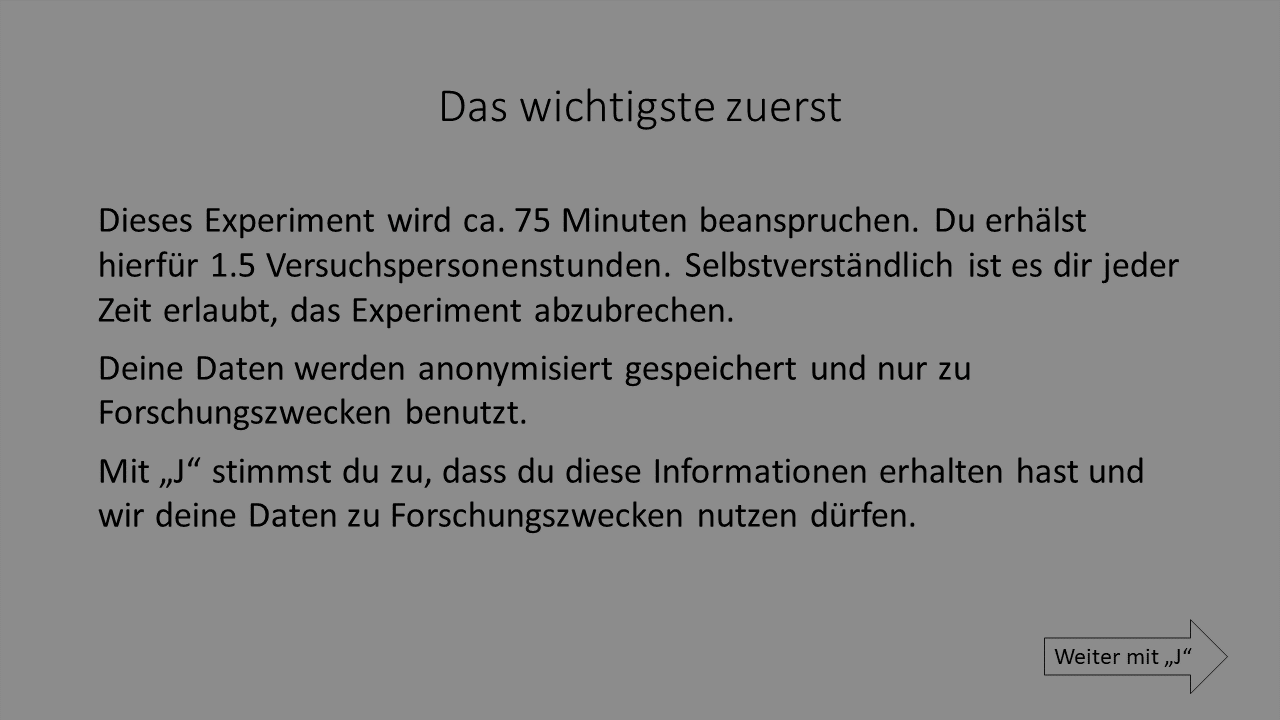 Das wichtigste zuerst
Dieses Experiment wird ca. 75 Minuten beanspruchen. Du erhälst
hierfür 1.5 Versuchspersonenstunden. Selbstverständlich ist es dir jeder
Zeit erlaubt, das Experiment abzubrechen.
Deine Daten werden anonymisiert gespeichert und nur zu
Forschungszwecken benutzt.
Mit „J“ stimmst du zu, dass du diese Informationen erhalten hast und
wir deine Daten zu Forschungszwecken nutzen dürfen.
Weiter mit „J“